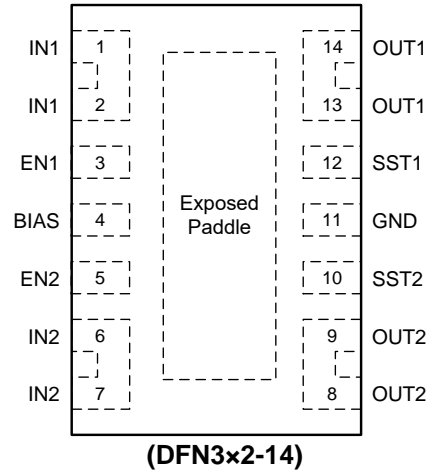 IN1 1 14 OUT1
IN1 2 13 OUT1
EN1 3 12 SST1
BIAS 4 Exposed Paddle 11 GND
EN2 5 10 SST2
IN2 6 9 OUT2
IN2 7 8 OUT2
(DFN3×2-14)